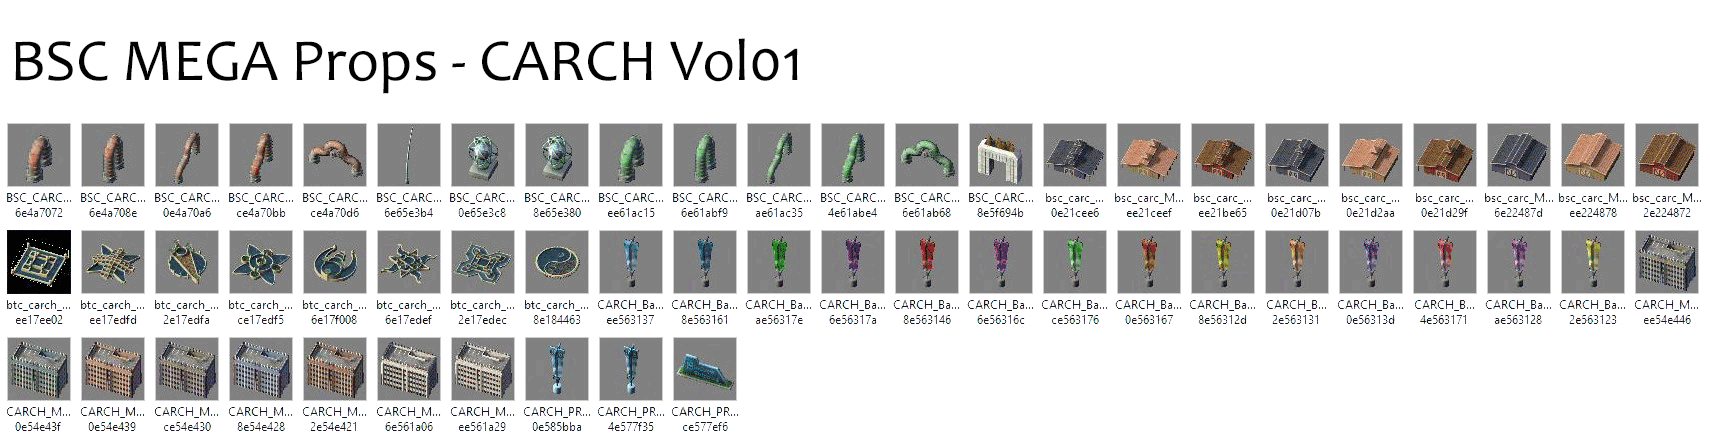 BSC MEGA Props - CARCH Vol01
BSC_CARC... BSC_CARC... BSC_CARC... BSC_CARC... BSC_CARC... BSC_CARC... BSC_CARC... BSC_CARC... BSC_CARC... BSC_CARC... BSC_CARC... BSC_CARC... BSC_CARC... BSC_CARC... bsc_carc_... bsc_carc_M... bsc_carc_... bsc_carc_... bsc_carc_... bsc_carc_... bsc_carc_M... bsc_carc_M... bsc_carc_M...
6e4a7072 6e4a708e 0e4a70a6 ce4a70bb ce4a70d6 6e65e3b4 0e65e3c8 8e65e380 ee61ac15 6e61abf9 ae61ac35 4e61abe4 6e61ab68 8e5f694b 0e21cee6 ee21ceef ee21be65 0e21d07b 0e21d2aa 0e21d29f 6e22487d ee224878 2e224872
btc_carch_... btc_carch_... btc_carch_... btc_carch_... btc_carch_... btc_carch_... btc_carch_... btc_carch_... CARCH_Ba... CARCH_Ba... CARCH_Ba... CARCH_Ba... CARCH_Ba... CARCH_Ba... CARCH_Ba... CARCH_Ba... CARCH_Ba... CARCH_B... CARCH_Ba... CARCH_B... CARCH_Ba... CARCH_Ba... CARCH_M...
ee17ee02 ee17edfd 2e17edfa ce17edf5 6e17f008 6e17edef 2e17edec 8e184463 ee563137 8e563161 ae56317e 6e56317a 8e563146 6e56316c ce563176 0e563167 8e56312d 2e563131 0e56313d 4e563171 ae563128 2e563123 ee54e446
CARCH_M... CARCH_M... CARCH_M... CARCH_M... CARCH_M... CARCH_M... CARCH_M... CARCH_PR... CARCH_PR... CARCH_PR...
0e54e43f 0e54e439 ce54e430 8e54e428 2e54e421 6e561a06 ee561a29 0e585bba 4e577f35 ce577ef6